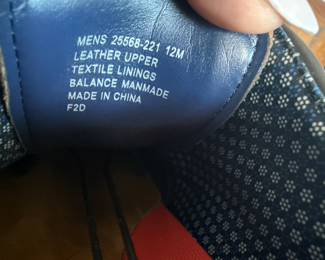 MENS 25568-221 12M
LEATHER UPPER
TEXTILE LININGS
BALANCE MANMADE
MADE IN CHINA
F2D